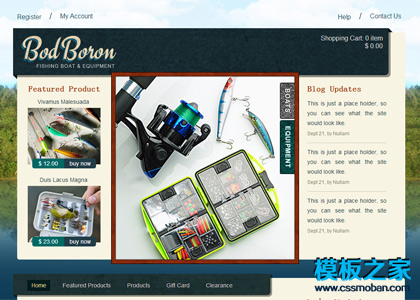 Register / My Account
Help / Contact Us
BodBoron
FISHING BOAT & EQUIPMENT
Shopping Cart: 0 item
$ 0.00
Featured Product
Vivamus Malesuada
$ 12.00 buy now
Duis Lacus Magna
$ 23.00 buy now
BOATS
EQUIPMENT
Blog Updates
This is just a place holder, so
you can see what the site
would look like.
Sept 21, by Nullam
This is just a place holder, so
you can see what the site
would look like.
Sept 21, by Nullam
This is just a place holder, so
you can see what the site
would look like.
Home
Featured Products
Products
Gift Card
Clearance
模板之家
www.cssmoban.com